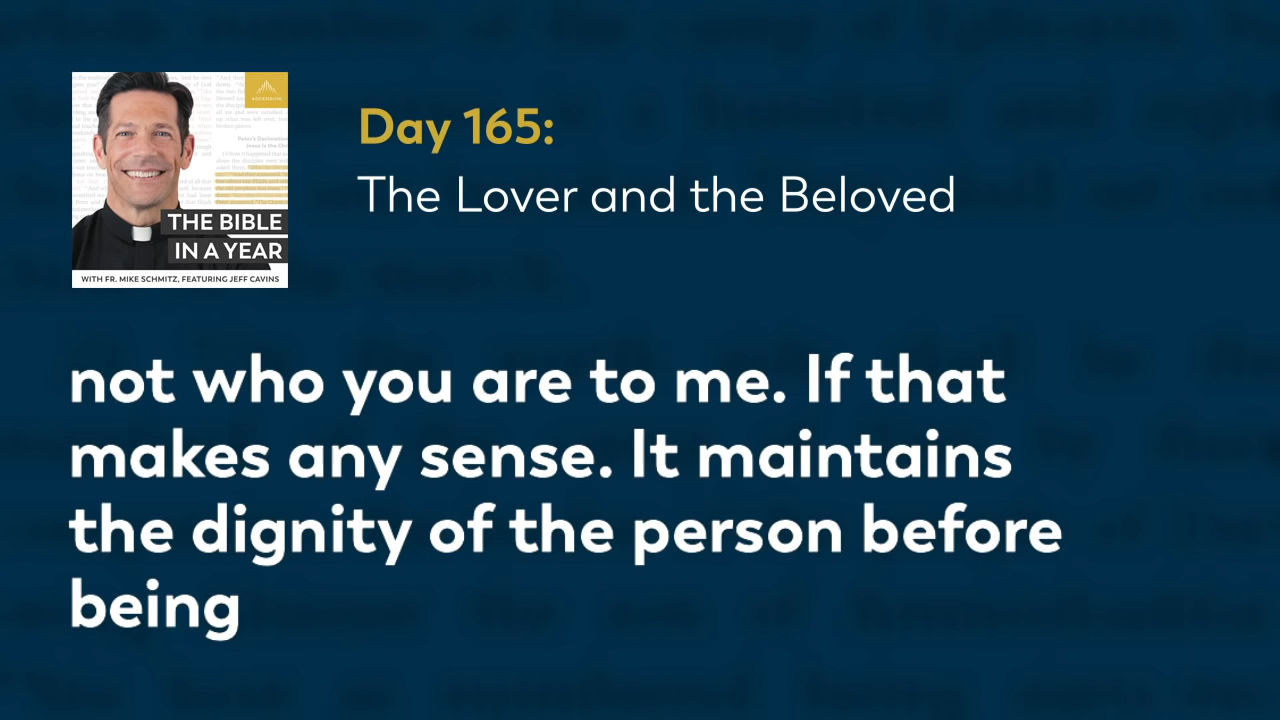 Day 165:
The Lover and the Beloved
ASCENSION
THE BIBLE
IN A YEAR
WITH FR. MIKE SCHMITZ, FEATURING JEFF CAVINS
not who you are to me. If that
makes any sense. It maintains
the dignity of the person before
being